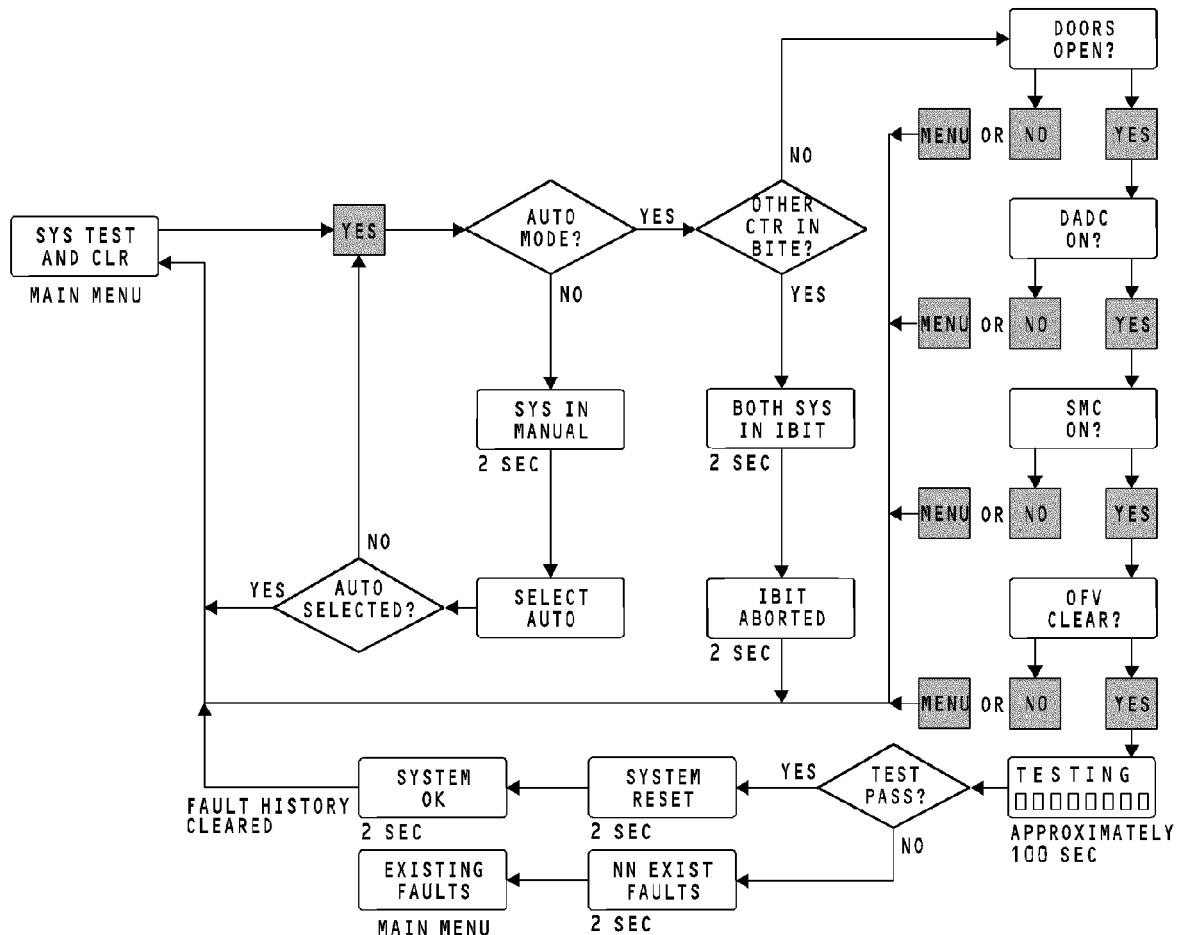 DOORS
OPEN?
MENU OR NO YES
NO
SYS TEST
AND CLR
MAIN MENU
YES
AUTO
MODE?
YES
OTHER
CTR IN
BITE?
DADC
ON?
NO
YES
MENU OR NO YES
SYS IN
MANUAL
2 SEC
BOTH SYS
IN IBIT
2 SEC
SMC
ON?
MENU OR NO YES
NO
YES
AUTO
SELECTED?
SELECT
AUTO
IBIT
ABORTED
2 SEC
OFV
CLEAR?
MENU OR NO YES
FAULT HISTORY
CLEARED
SYSTEM
OK
2 SEC
SYSTEM
RESET
2 SEC
YES
TEST
PASS?
NO
TESTING
APPROXIMATELY
100 SEC
EXISTING
FAULTS
MAIN MENU
NN EXIST
FAULTS
2 SEC